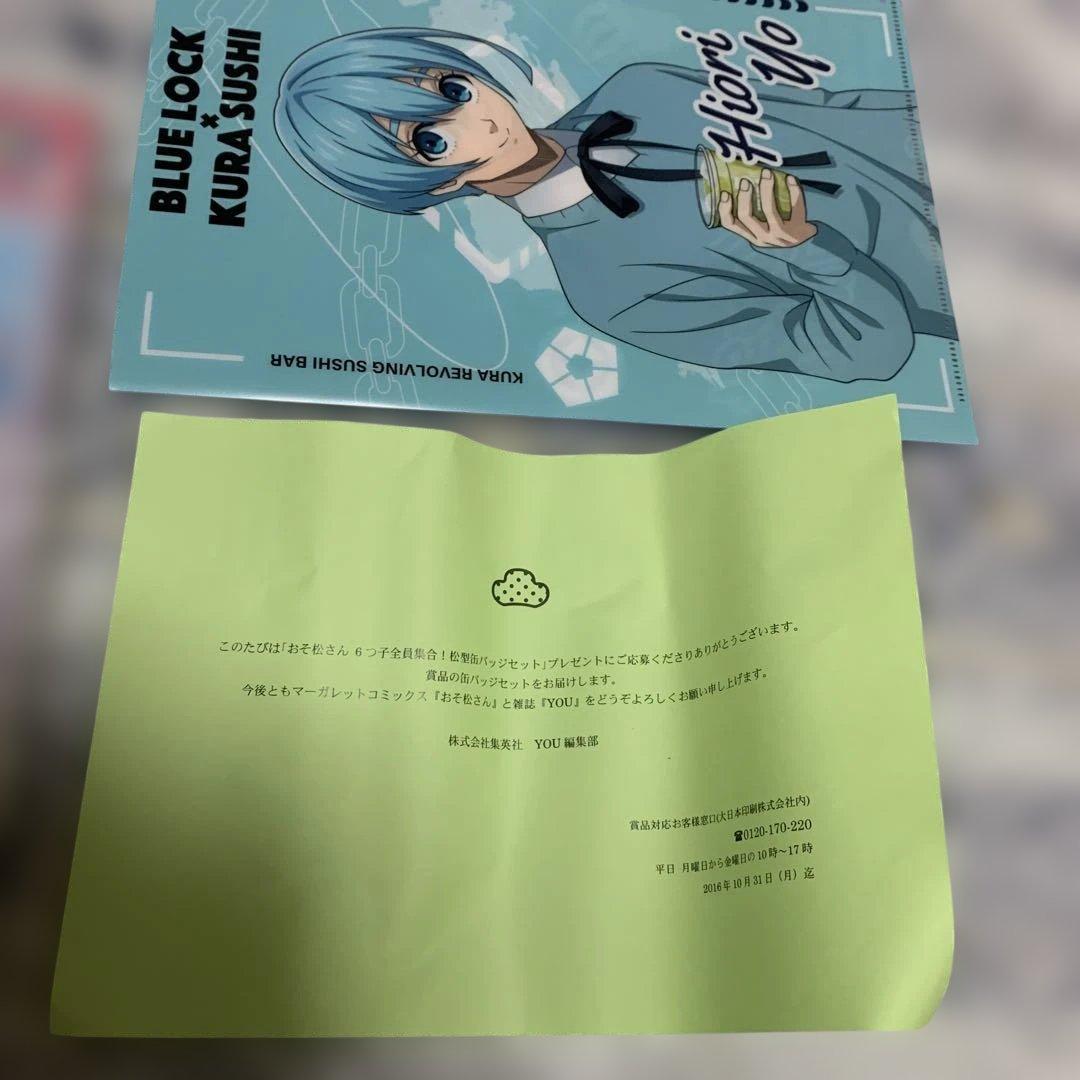 BLUE LOCK
×
KURA SUSHI
Hiori
Yo
KURA REVOLVING SUSHI BAR
このたびは「おそ松さん 6つ子全員集合！松型缶バッジセット」プレゼントにご応募くださりありがとうございます。
賞品の缶バッジセットをお届けします。
今後ともマーガレットコミックス『おそ松さん』と雑誌『YOU』をどうぞよろしくお願い申し上げます。
株式会社集英社 YOU編集部
賞品対応お客様窓口(大日本印刷株式会社内)
☎0120-170-220
平日 月曜日から金曜日の10時～17時
2016年10月31日（月）迄